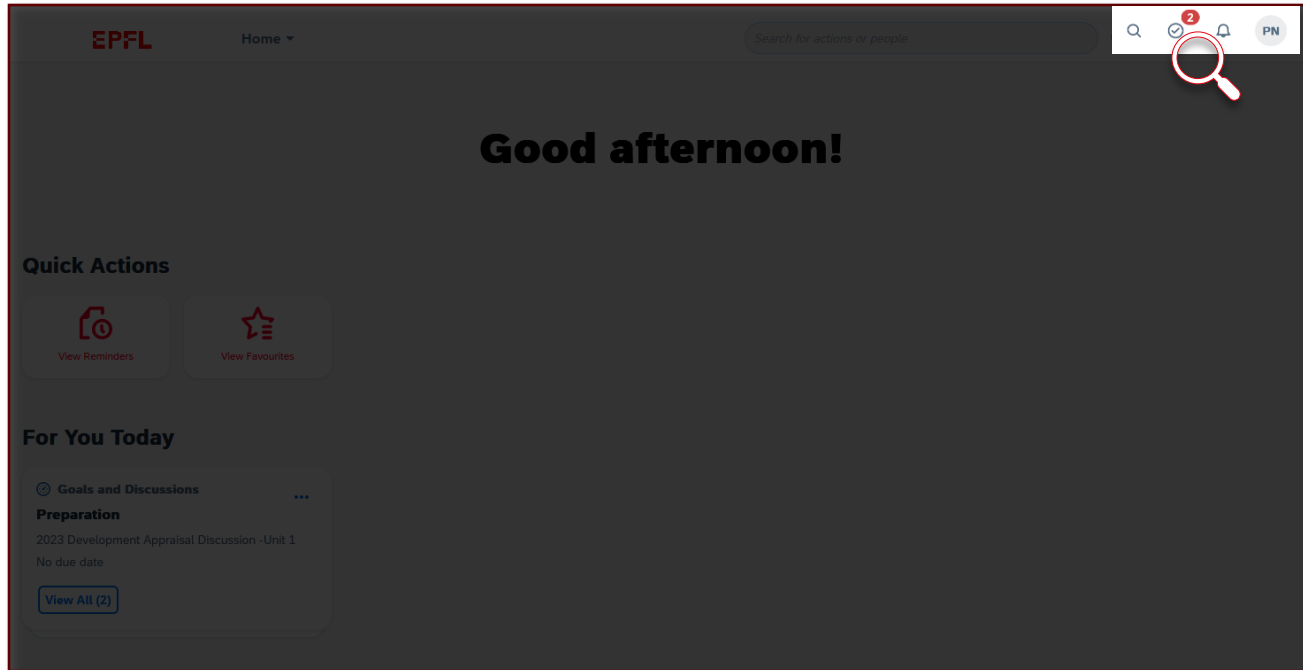 EPFL
Home
Search for actions or people
2
PN
Good afternoon!
Quick Actions
View Reminders
View Favourites
For You Today
Goals and Discussions
Preparation
2023 Development Appraisal Discussion -Unit 1
No due date
View All (2)